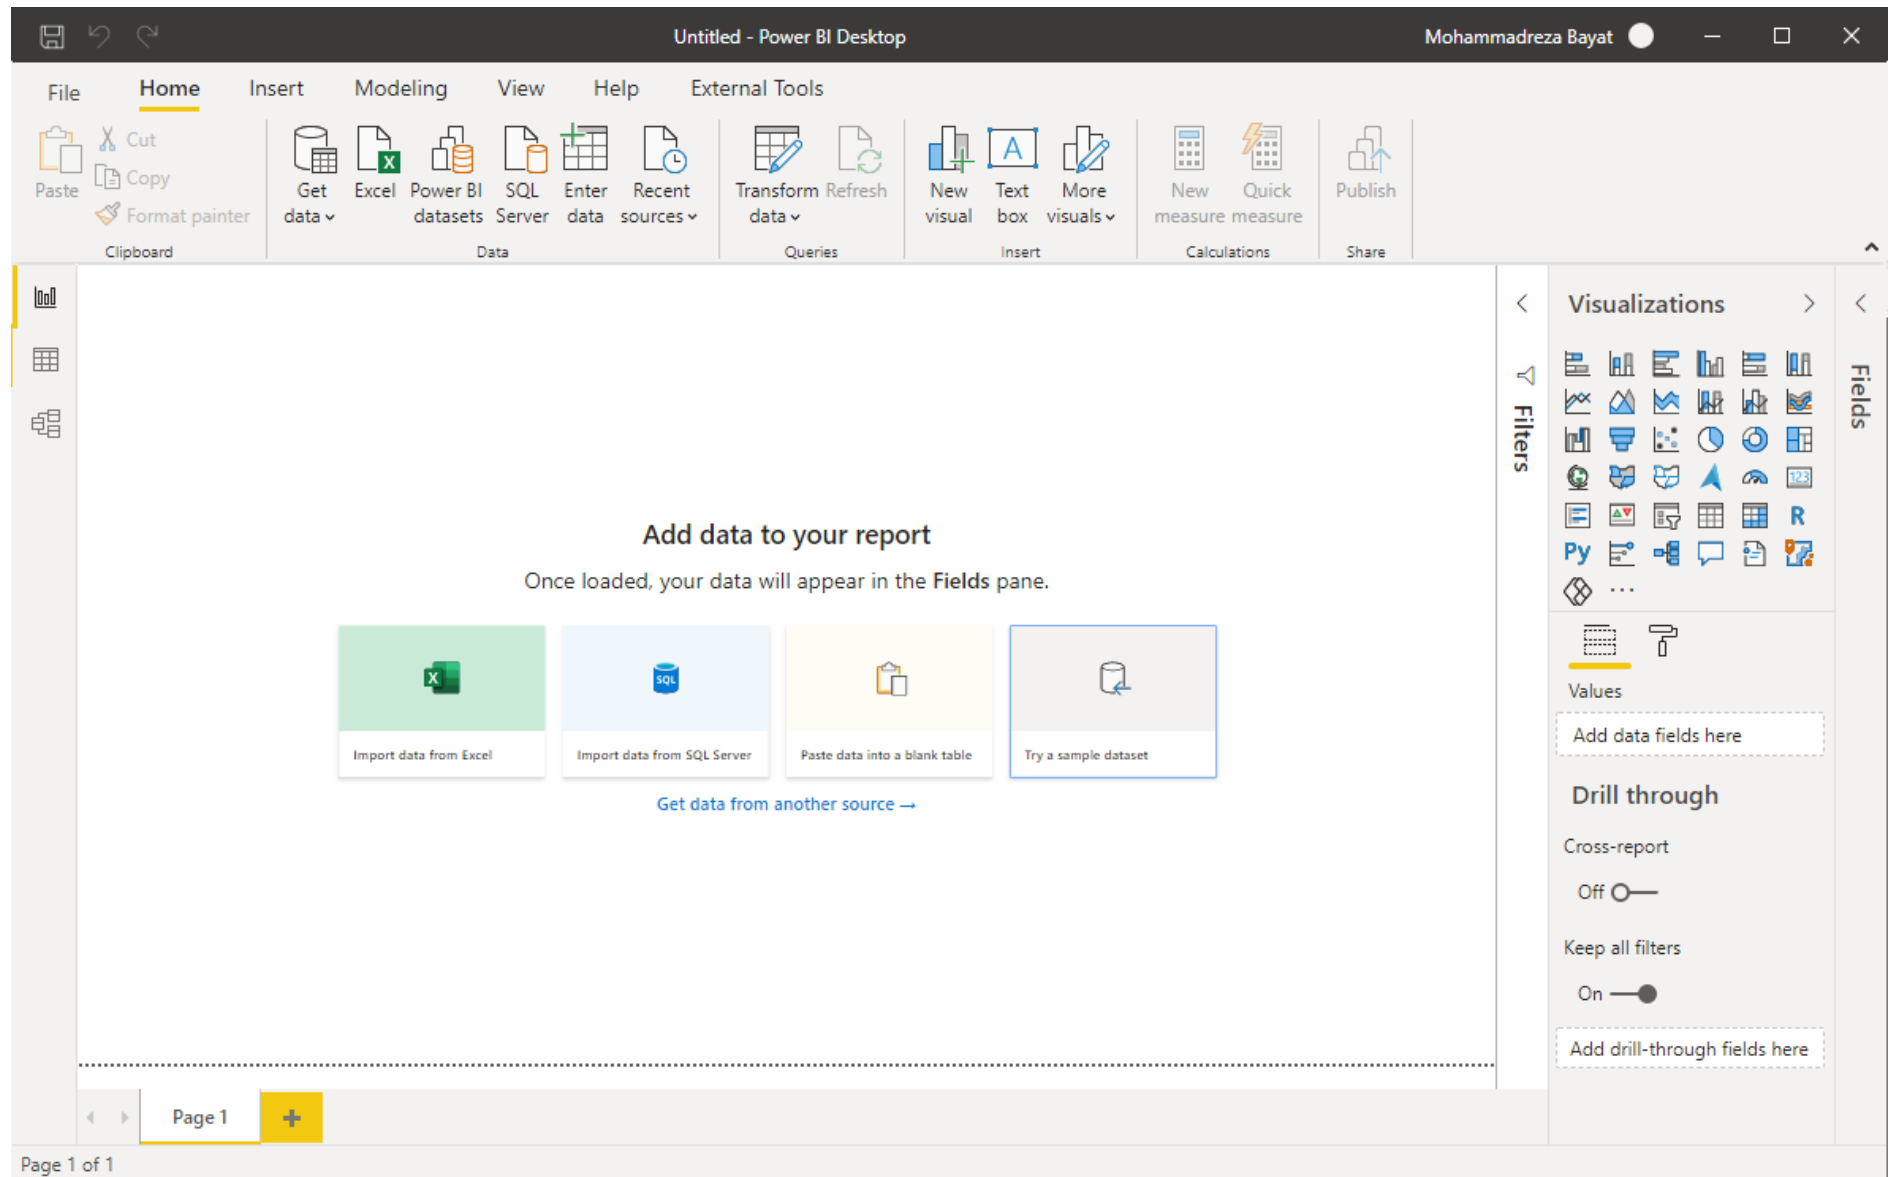 Untitled - Power BI Desktop
Mohammadreza Bayat
File
Home
Insert
Modeling
View
Help
External Tools
Paste
Cut
Copy
Format painter
Clipboard
Get
data
Excel
Power BI
datasets
SQL
Server
Enter
data
Recent
sources
Data
Transform
data
Refresh
Queries
New
visual
Text
box
More
visuals
Insert
New
measure
Quick
measure
Calculations
Publish
Share
Filters
Visualizations
Fields
123
R
Py
Values
Add data fields here
Drill through
Cross-report
Off
Keep all filters
On
Add drill-through fields here
Add data to your report
Once loaded, your data will appear in the Fields pane.
X
SQL
Import data from Excel
Import data from SQL Server
Paste data into a blank table
Try a sample dataset
Get data from another source →
Page 1
Page 1 of 1